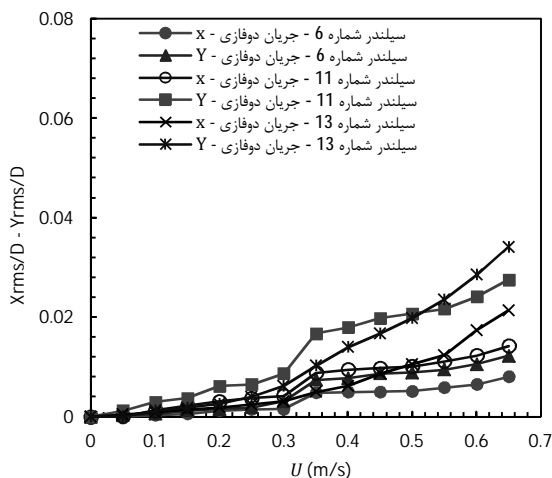 0.08
0.06
0.04
0.02
0
Xrms/D - Yrms/D
سیلندر شماره 6 - جریان دوفازی - x
سیلندر شماره 6 - جریان دوفازی - Y
سیلندر شماره 11 - جریان دوفازی - x
سیلندر شماره 11 - جریان دوفازی - Y
سیلندر شماره 13 - جریان دوفازی - x
سیلندر شماره 13 - جریان دوفازی - Y
0 0.1 0.2 0.3 0.4 0.5 0.6 0.7
U (m/s)